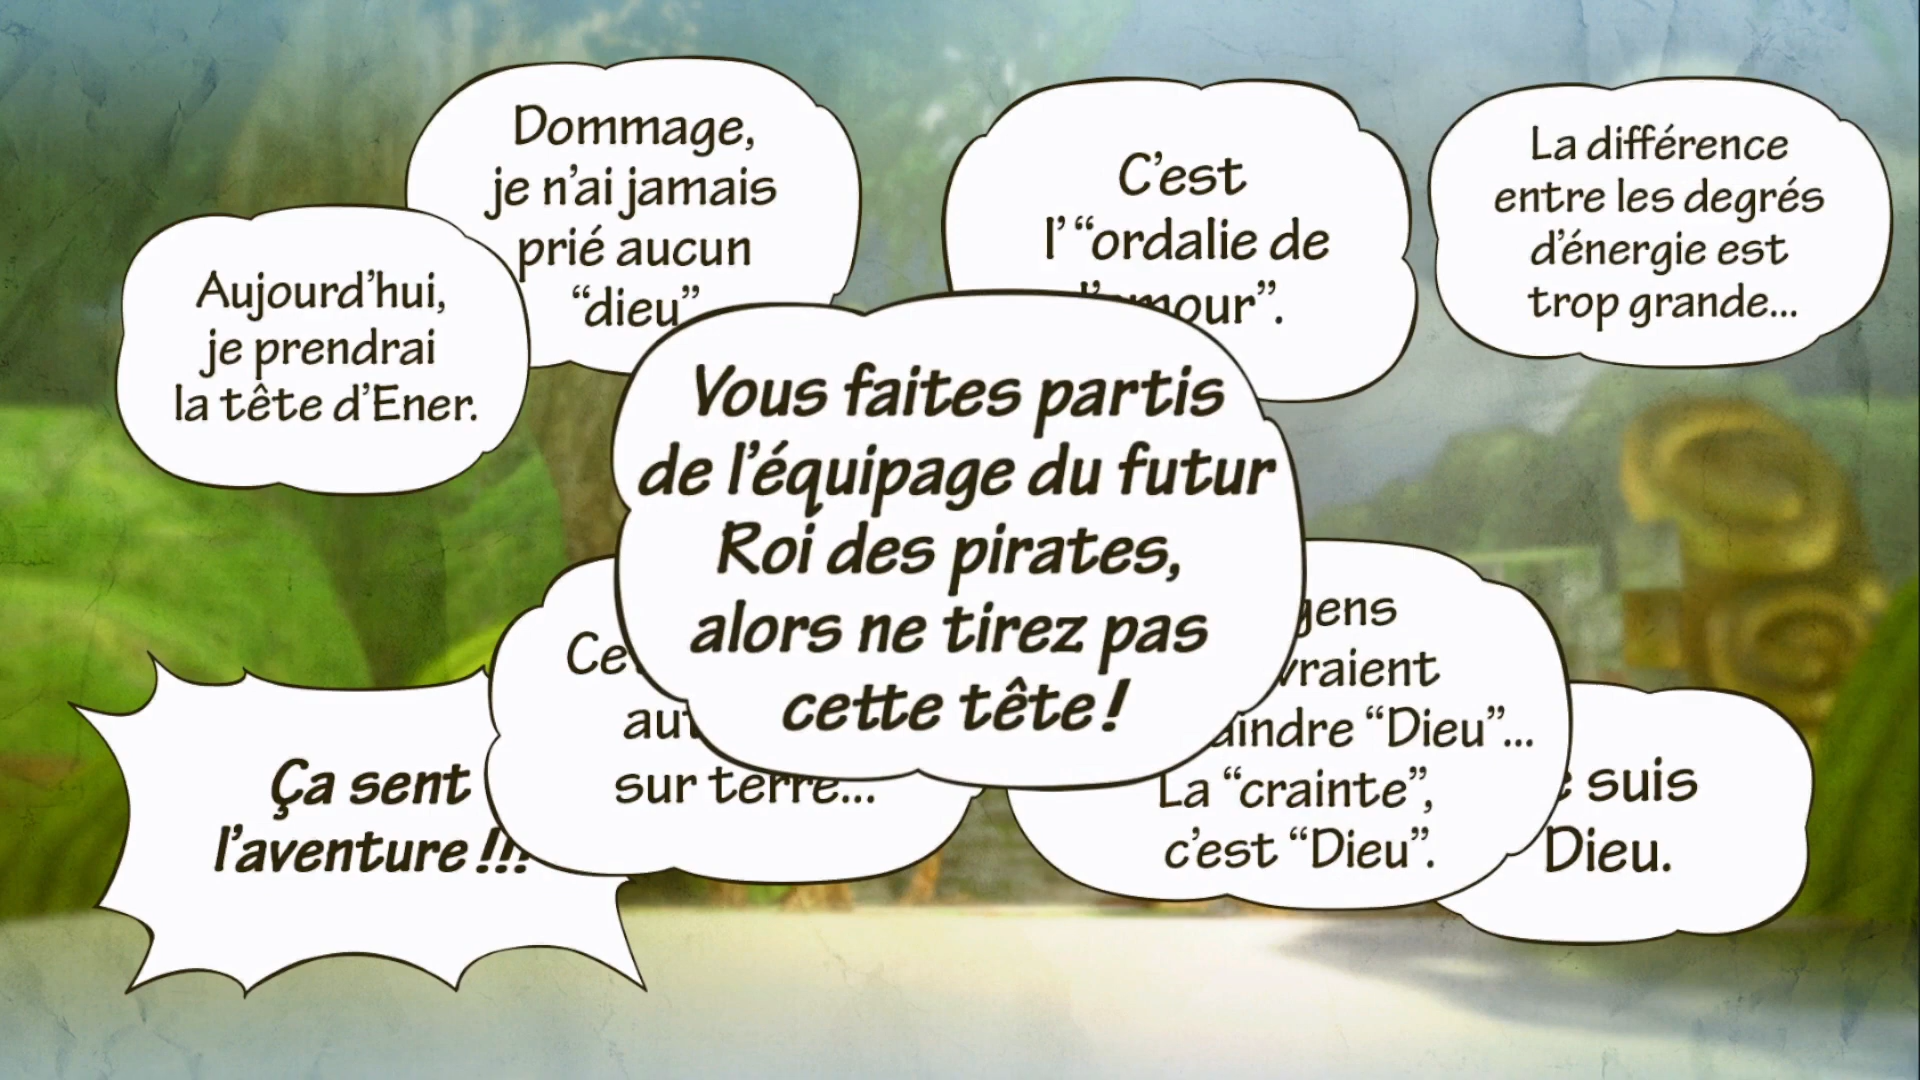 Dommage,
je n'ai jamais
prié aucun
“dieu”
C'est
l' “ordalie de
La différence
entre les degrés
d'énergie est
trop grande...
Aujourd'hui,
je prendrai
la tête d'Ener.
Vous faites partis
de l'équipage du futur
Roi des pirates,
alors ne tirez pas
cette tête!
Ça sent
l'aventure !!!
sur terre...
gens
“Dieu”...
La “crainte”,
c'est “Dieu”.
suis
Dieu.